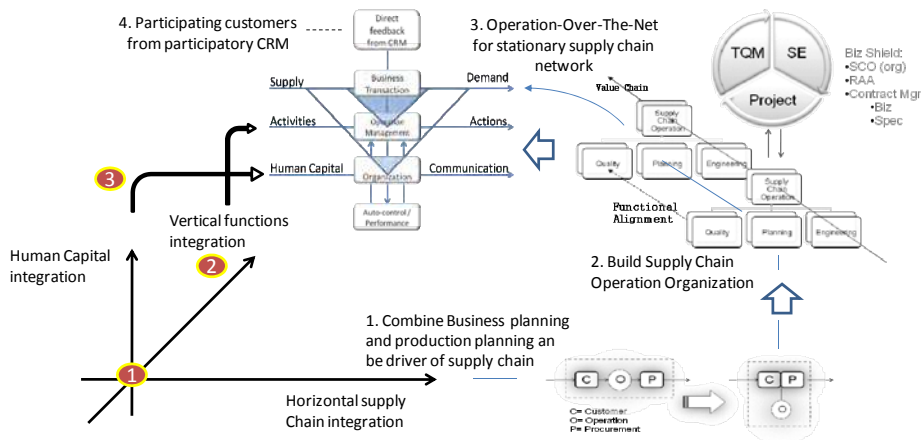 4. Participating customers
from participatory CRM
Direct
feedback
from CRM
3. Operation-Over-The-Net
for stationary supply chain
network
TQM
SE
Project
Biz Shield:
•SCO (org)
•RAA
•Contract Mgr
•Biz
•Spec
Supply
Business
Transaction
Demand
Activities
Operation
Management
Actions
Human Capital
Organization
Communication
Auto-control /
Performance
Value Chain
Supply
Chain
Operation
Quality
Planning
Engineering
Supply
Chain
Operation
Functional
Alignment
Quality
Planning
Engineering
3
Vertical functions
integration
2
Human Capital
integration
2. Build Supply Chain
Operation Organization
1. Combine Business planning
and production planning an
be driver of supply chain
1
Horizontal supply
Chain integration
C O P
C= Customer
O= Operation
P= Procurement
C P
O